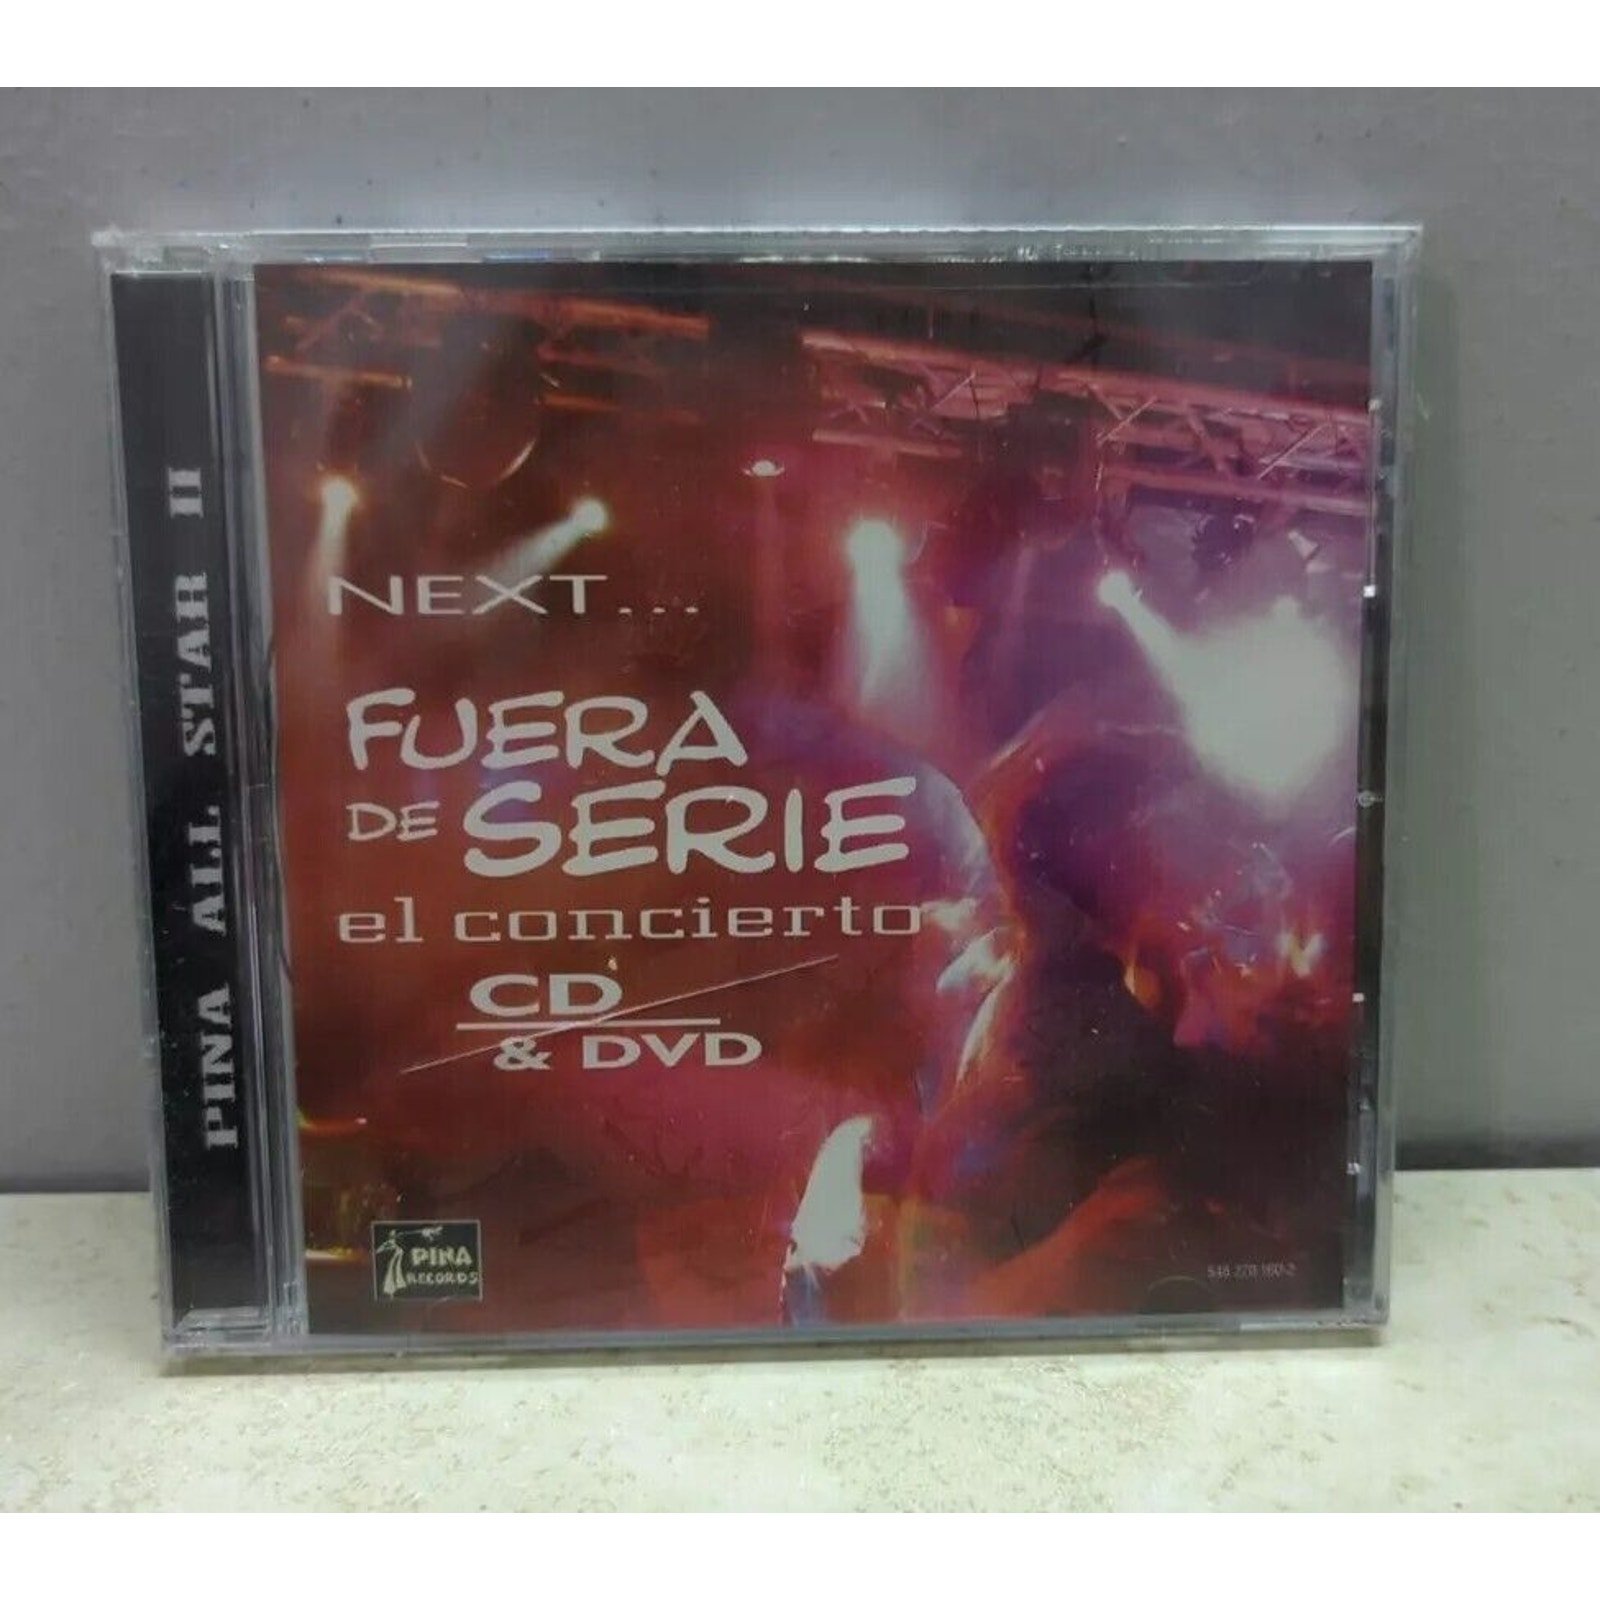 PINA ALL STAR II
NEXT...
FUERA
DE SERIE
el concierto
CD
& DVD
PINA
RECORDS